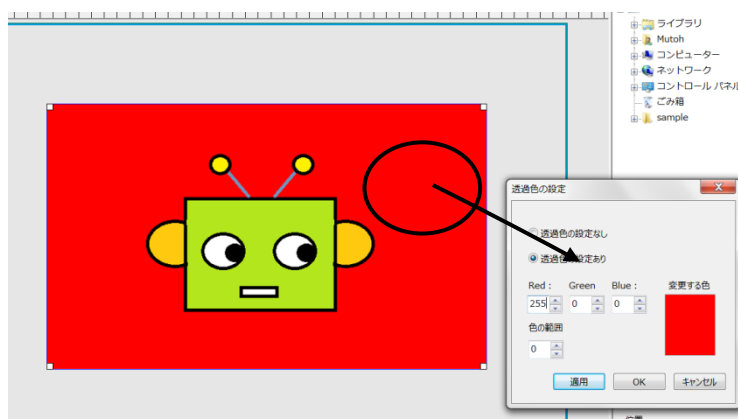 ライブラリ
Mutoh
コンピューター
ネットワーク
コントロール パネル
ごみ箱
sample
透過色の設定
X
透過色の設定なし
透過色の設定あり
Red : Green Blue : 変更する色
255 0 0
色の範囲
0
適用 OK キャンセル